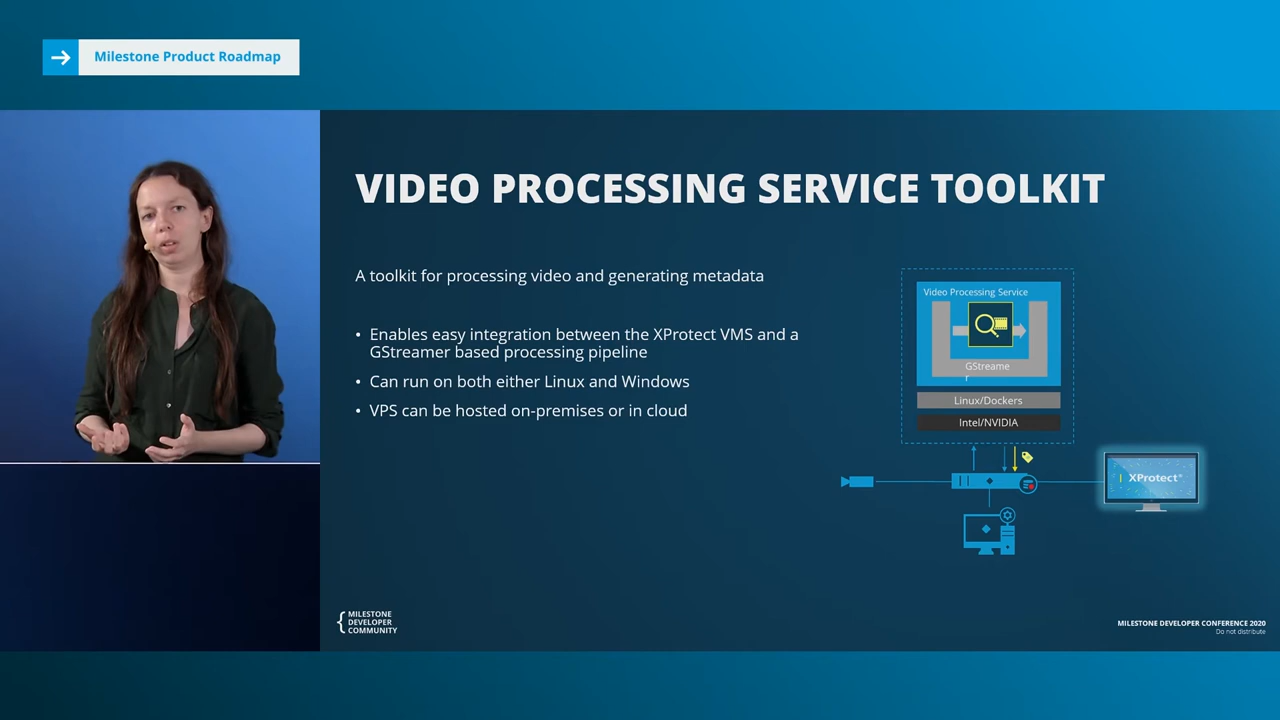 Milestone Product Roadmap
VIDEO PROCESSING SERVICE TOOLKIT
A toolkit for processing video and generating metadata
• Enables easy integration between the XProtect VMS and a
GStreamer based processing pipeline
• Can run on both either Linux and Windows
• VPS can be hosted on-premises or in cloud
Video Processing Service
GStreame
r
Linux/Dockers
Intel/NVIDIA
XProtect®
{ MILESTONE
DEVELOPER
COMMUNITY
MILESTONE DEVELOPER CONFERENCE 2020
Do not distribute